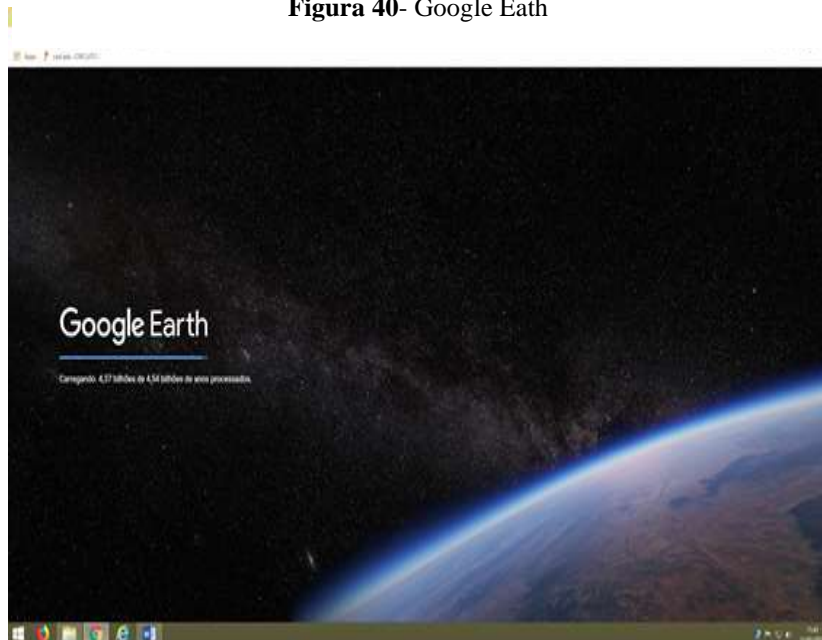 Figura 40- Google Eath
Google Earth
Carregando. 4,37 bilhões de 4,54 bilhões de anos processados.